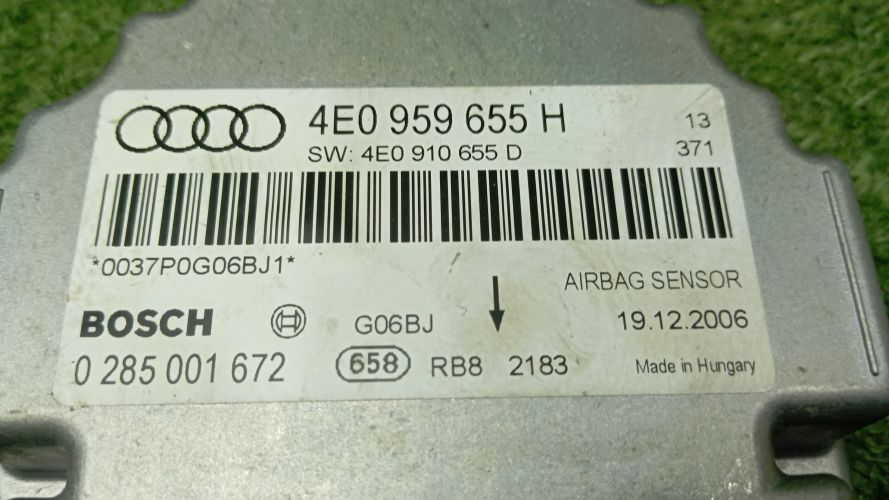 4E0 959 655 H
13
SW: 4E0 910 655 D
371
*0037P0G06BJ1*
AIRBAG SENSOR
BOSCH
G06BJ
19.12.2006
0 285 001 672
658
RB8 2183
Made in Hungary